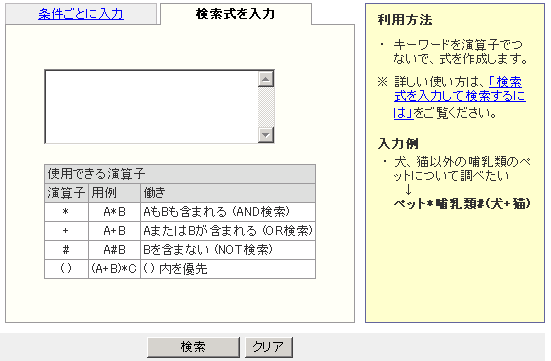 条件ごとに入力
検索式を入力
使用できる演算子
演算子 用例 働き
* A*B AもBも含まれる (AND検索)
+ A+B AまたはBが含まれる (OR検索)
# A#B Bを含まない (NOT検索)
( ) (A+B)*C ( ) 内を優先
検索 クリア
利用方法
・ キーワードを演算子でつ
ないで、式を作成します。
※ 詳しい使い方は、「検索
式を入力して検索するに
は」をご覧ください。
入力例
・ 犬、猫以外の哺乳類のペ
ットについて調べたい
↓
ペット*哺乳類#(犬+猫)